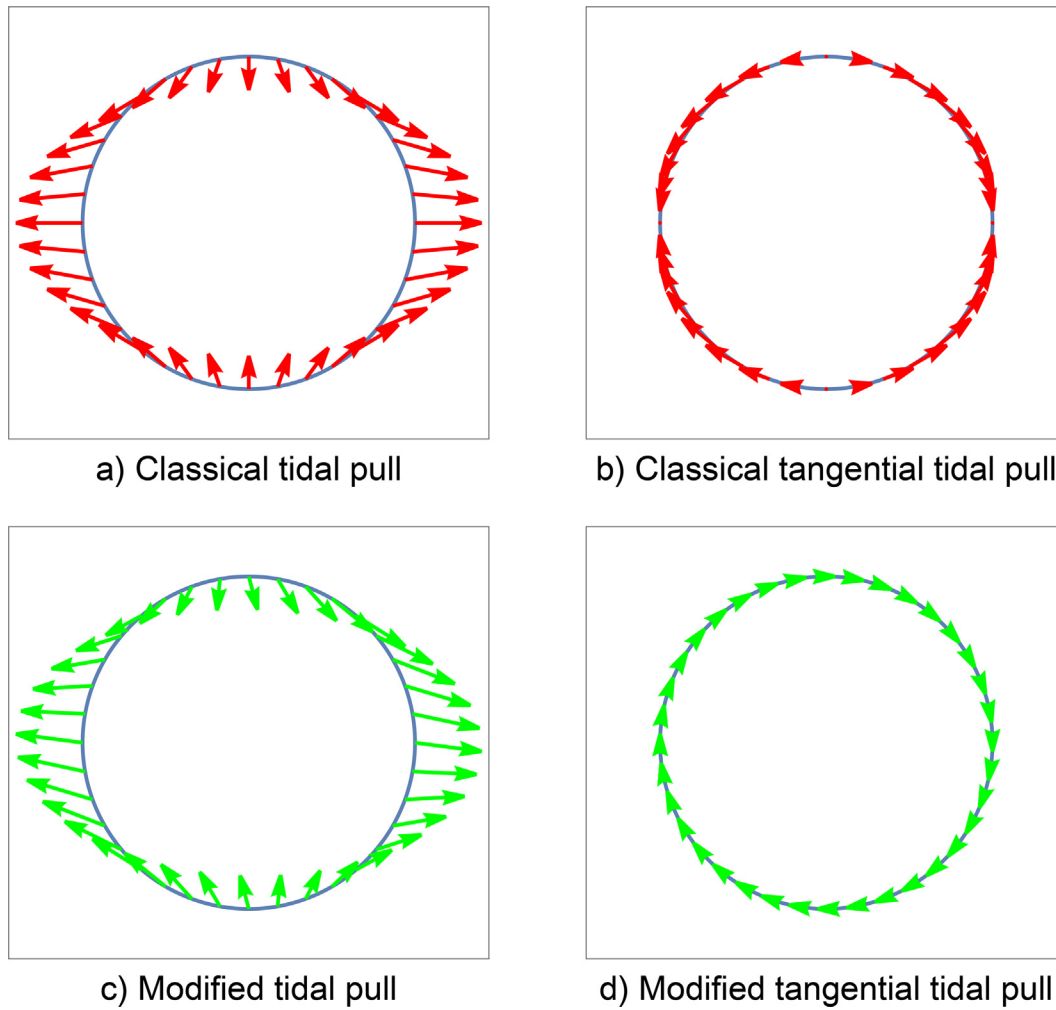 a) Classical tidal pull
b) Classical tangential tidal pull
c) Modified tidal pull
d) Modified tangential tidal pull